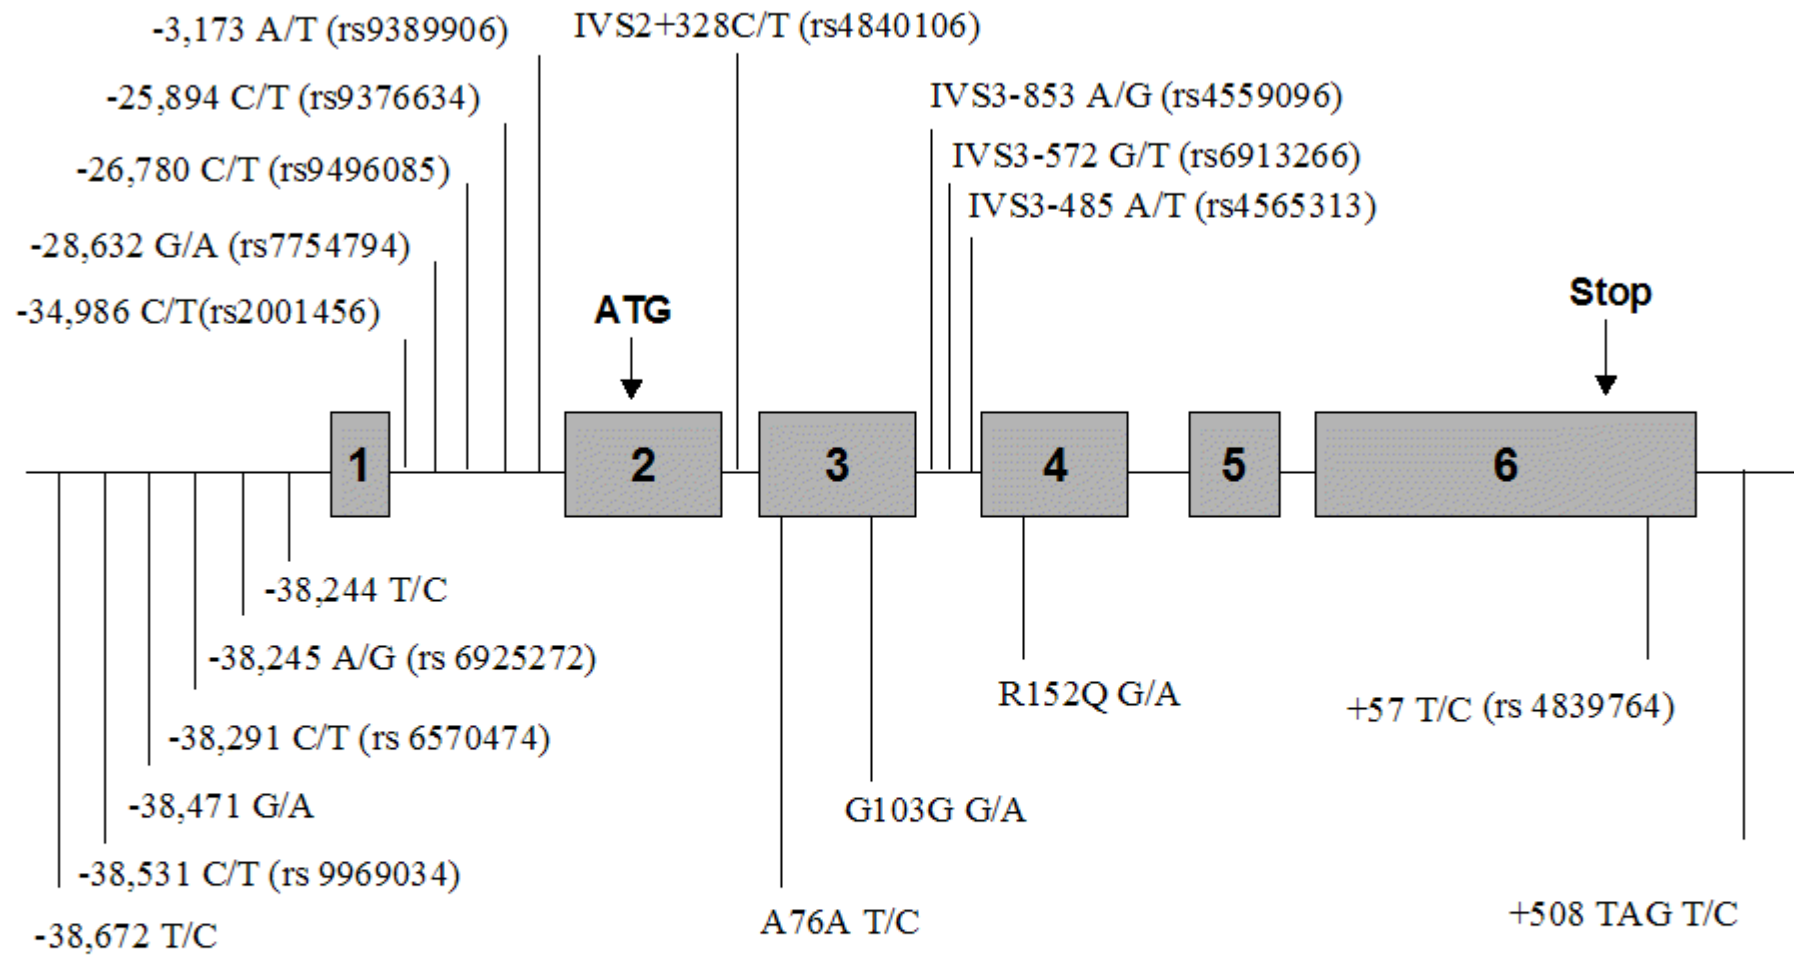 -3,173 A/T (rs9389906)
IVS2+328C/T (rs4840106)
-25,894 C/T (rs9376634)
IVS3-853 A/G (rs4559096)
-26,780 C/T (rs9496085)
IVS3-572 G/T (rs6913266)
IVS3-485 A/T (rs4565313)
-28,632 G/A (rs7754794)
-34,986 C/T(rs2001456)
ATG
Stop
1
2
3
4
5
6
-38,244 T/C
-38,245 A/G (rs 6925272)
-38,291 C/T (rs 6570474)
-38,471 G/A
-38,531 C/T (rs 9969034)
-38,672 T/C
R152Q G/A
+57 T/C (rs 4839764)
G103G G/A
A76A T/C
+508 TAG T/C